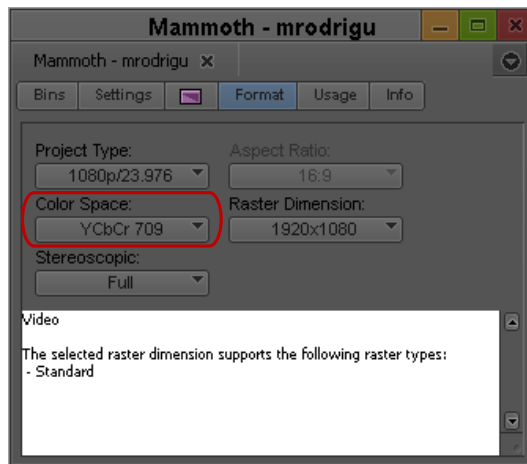 Mammoth - mrodrigu
Mammoth - mrodrigu
Bins Settings Format Usage Info
Project Type: Aspect Ratio:
1080p/23.976 16:9
Color Space: Raster Dimension:
YCbCr 709 1920x1080
Stereoscopic:
Full
Video
The selected raster dimension supports the following raster types:
- Standard